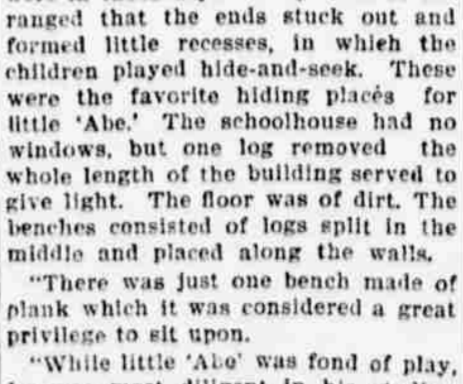 ranged that the ends stuck out and
formed little recesses, in which the
children played hide-and-seek. These
were the favorite hiding places for
little 'Abe.' The schoolhouse had no
windows, but one log removed the
whole length of the building served to
give light. The floor was of dirt. The
benches consisted of logs split in the
middle and placed along the walls.
"There was just one bench made of
plank which it was considered a great
privilege to sit upon.
"While little 'Abe' was fond of play,